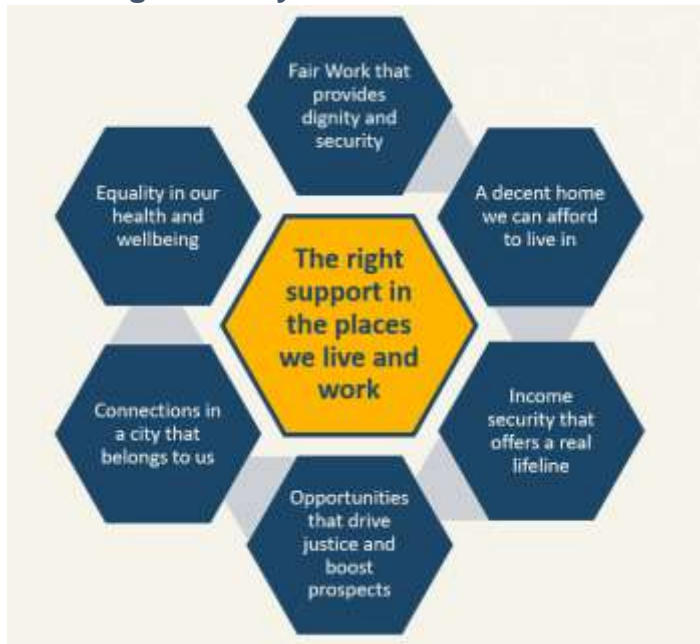 Fair Work that
provides
dignity and
security
A decent home
we can afford
to live in
Income
security that
offers a real
lifeline
Opportunities
that drive
justice and
boost
prospects
Connections in
a city that
belongs to us
Equality in our
health and
wellbeing
The right
support in
the places
we live and
work